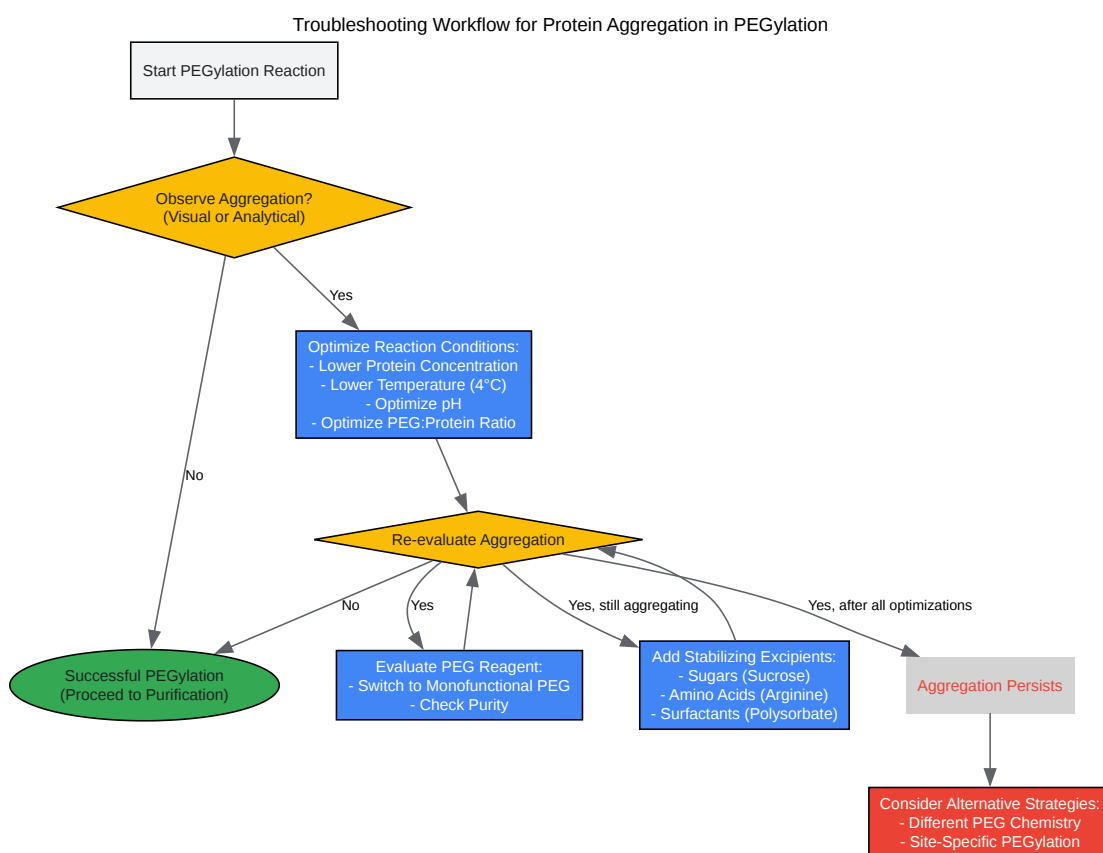 Troubleshooting Workflow for Protein Aggregation in PEGylation
Start PEGylation Reaction
Observe Aggregation?
(Visual or Analytical)
Yes
Optimize Reaction Conditions:
- Lower Protein Concentration
- Lower Temperature (4°C)
- Optimize pH
- Optimize PEG:Protein Ratio
No
Re-evaluate Aggregation
No
Yes
Yes, still aggregating
Yes, after all optimizations
Successful PEGylation
(Proceed to Purification)
Evaluate PEG Reagent:
- Switch to Monofunctional PEG
- Check Purity
Add Stabilizing Excipients:
- Sugars (Sucrose)
- Amino Acids (Arginine)
- Surfactants (Polysorbate)
Aggregation Persists
Consider Alternative Strategies:
- Different PEG Chemistry
- Site-Specific PEGylation